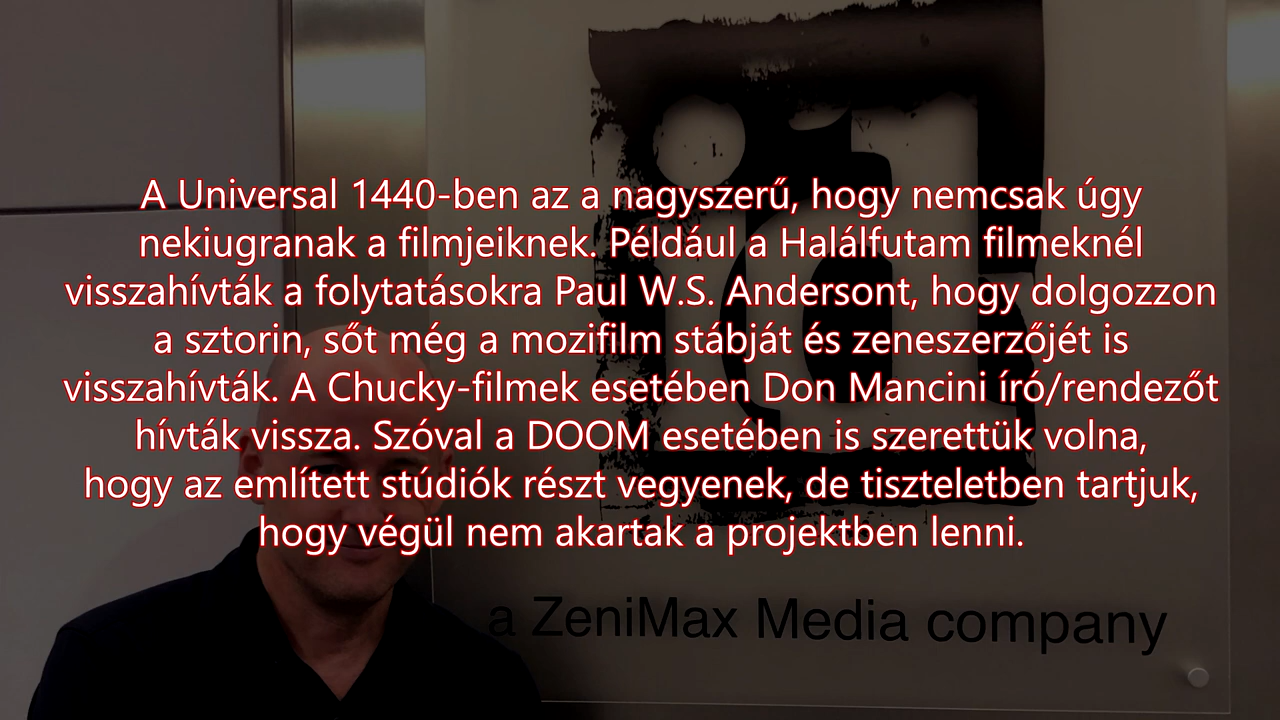 A Universal 1440-ben az a nagyszerű, hogy nemcsak úgy
nekiugranak a filmjeiknek. Például a Halálfutam filmeknél
visszahívták a folytatásokra Paul W.S. Andersont, hogy dolgozzon
a sztorin, sőt még a mozifilm stábját és zeneszerzőjét is
visszahívták. A Chucky-filmek esetében Don Mancini író/rendezőt
hívták vissza. Szóval a DOOM esetében is szerettük volna,
hogy az említett stúdiók részt vegyenek, de tiszteletben tartjuk,
hogy végül nem akartak a projektben lenni.
id
a ZeniMax Media company